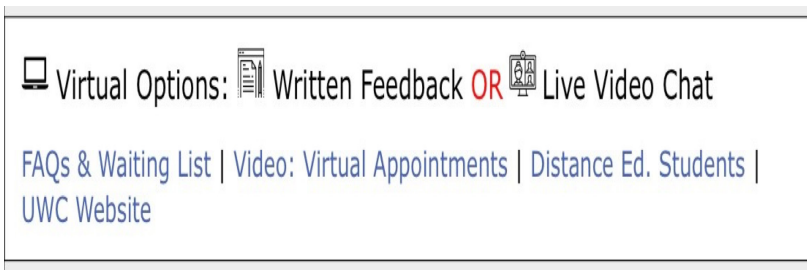 Virtual Options: Written Feedback OR Live Video Chat
FAQs & Waiting List | Video: Virtual Appointments | Distance Ed. Students |
UWC Website